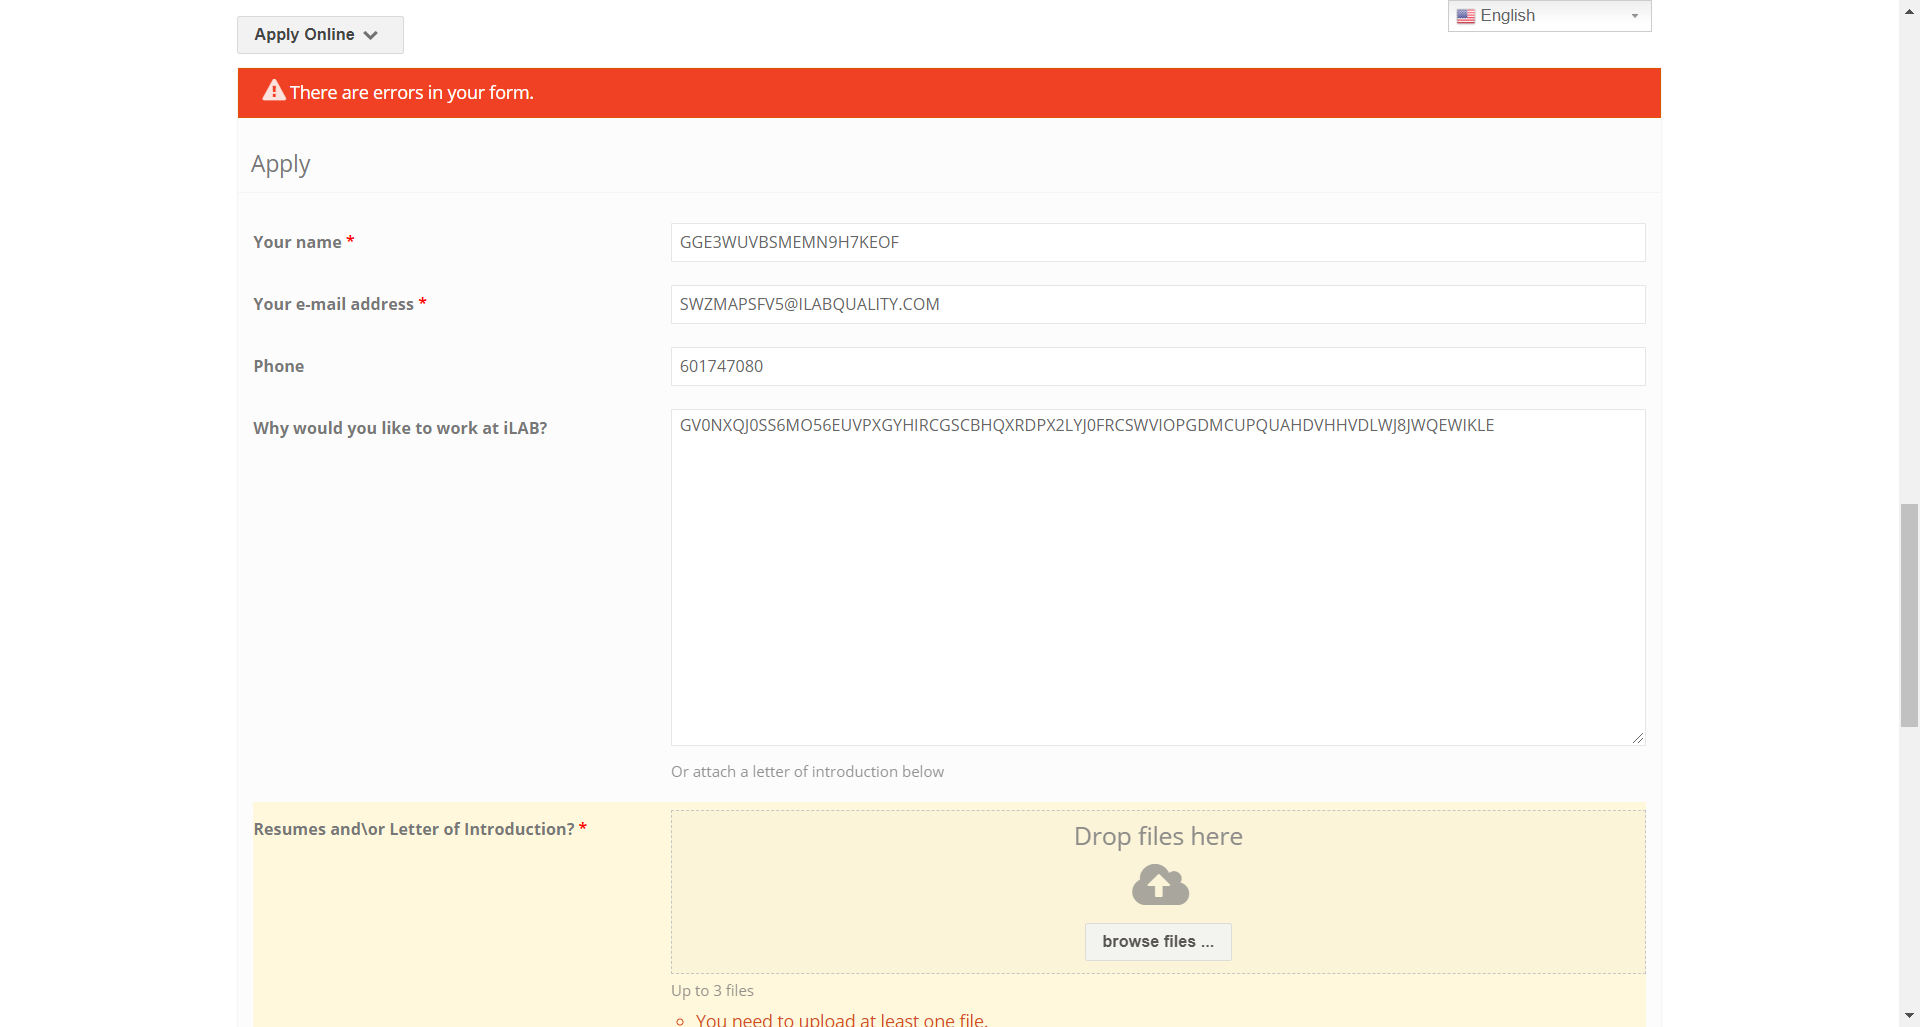 English
Apply Online
There are errors in your form.
Apply
Your name *
GGE3WUVBSMEMN9H7KEOF
Your e-mail address *
SWZMAPSFV5@ILABQUALITY.COM
Phone
601747080
Why would you like to work at iLAB?
GV0NXQJ0SS6MO56EUVPXGYHIRCGSCBHQXRDPX2LYJ0FRCSWVIOPGDMCUPQUAHDVHHVDLWJ8JWQEWIKLE
Or attach a letter of introduction below
Resumes and\or Letter of Introduction? *
Drop files here
browse files ...
Up to 3 files
You need to upload at least one file.